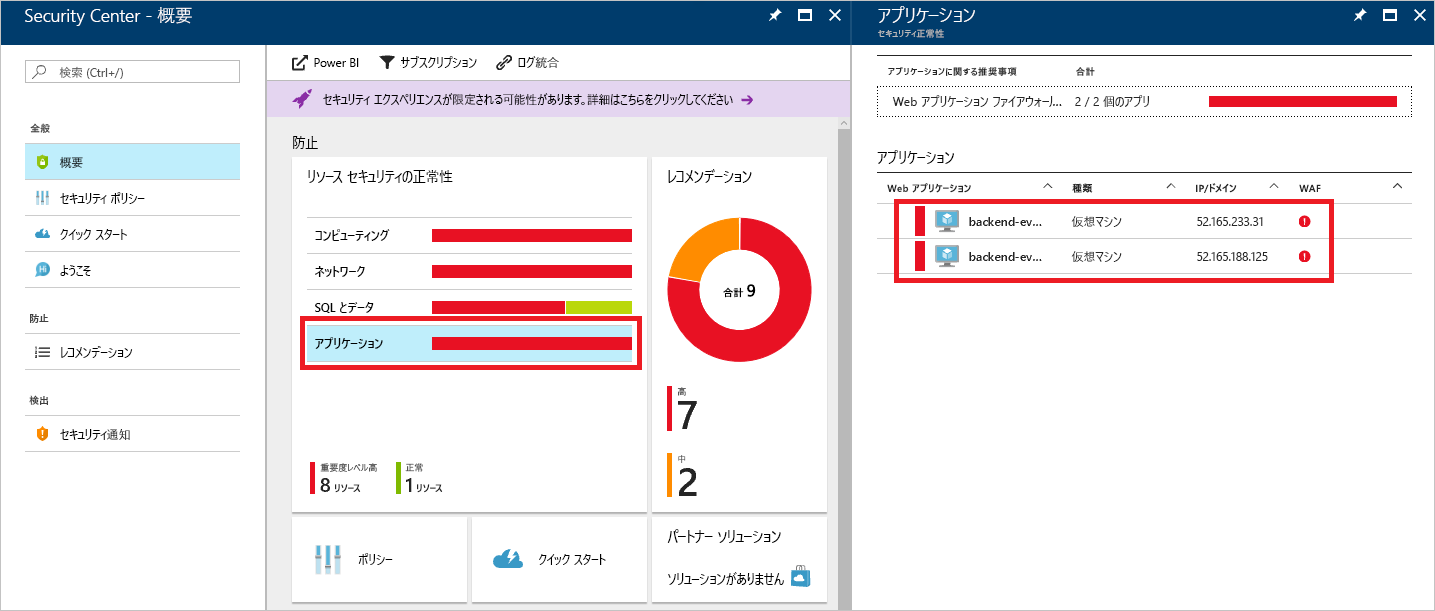 Security Center - 概要
検索 (Ctrl+/)
全般
概要
セキュリティ ポリシー
クイック スタート
ようこそ
防止
レコメンデーション
検出
セキュリティ通知
Power BI
サブスクリプション
ログ統合
セキュリティ エクスペリエンスが限定される可能性があります。詳細はこちらをクリックしてください →
防止
リソース セキュリティの正常性
コンピューティング
ネットワーク
SQL とデータ
アプリケーション
重要度レベル高
8 リソース
正常
1 リソース
レコメンデーション
合計 9
高
7
中
2
ポリシー
クイック スタート
パートナー ソリューション
ソリューションがありません
アプリケーション
セキュリティ正常性
アプリケーションに関する推奨事項 合計
Web アプリケーション ファイアウォー/... 2 / 2 個のアプリ
アプリケーション
Web アプリケーション 種類 IP/ドメイン WAF
backend-ev... 仮想マシン 52.165.233.31
backend-ev... 仮想マシン 52.165.188.125